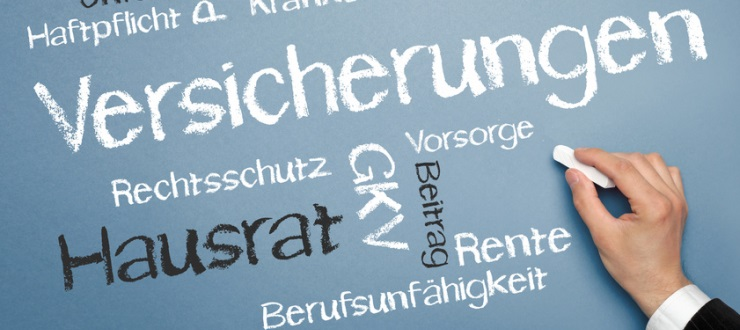 Haftpflicht
Versicherungen
Vorsorge
Rechtsschutz
GKV
Beitrag
Hausrat
Rente
Berufsunfähigkeit